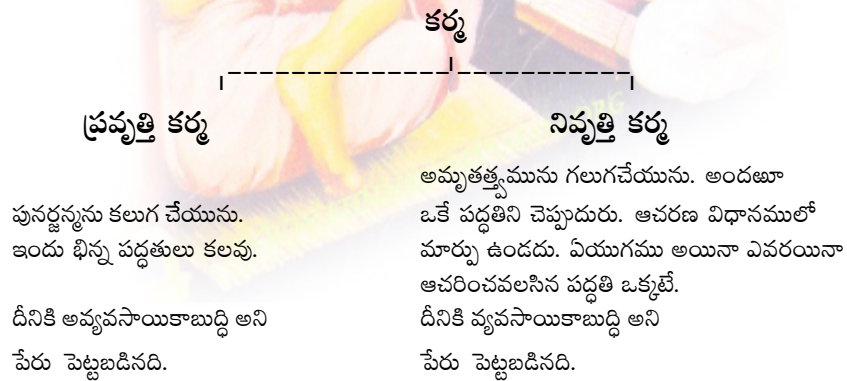 కర్మ
ప్రవృత్తి కర్మ
పునర్జన్మను కలుగ చేయును.
ఇందు భిన్న పద్ధతులు కలవు.
దీనికి అవ్యవసాయికాబుద్ధి అని
పేరు పెట్టబడినది.
నివృత్తి కర్మ
అమృతత్త్వమును గలుగచేయును. అందఱూ
ఒకే పద్ధతిని చెప్పుదురు. ఆచరణ విధానములో
మార్పు ఉండదు. ఏయుగము అయినా ఎవరయినా
ఆచరించవలసిన పద్ధతి ఒక్కటే.
దీనికి వ్యవసాయికాబుద్ధి అని
పేరు పెట్టబడినది.